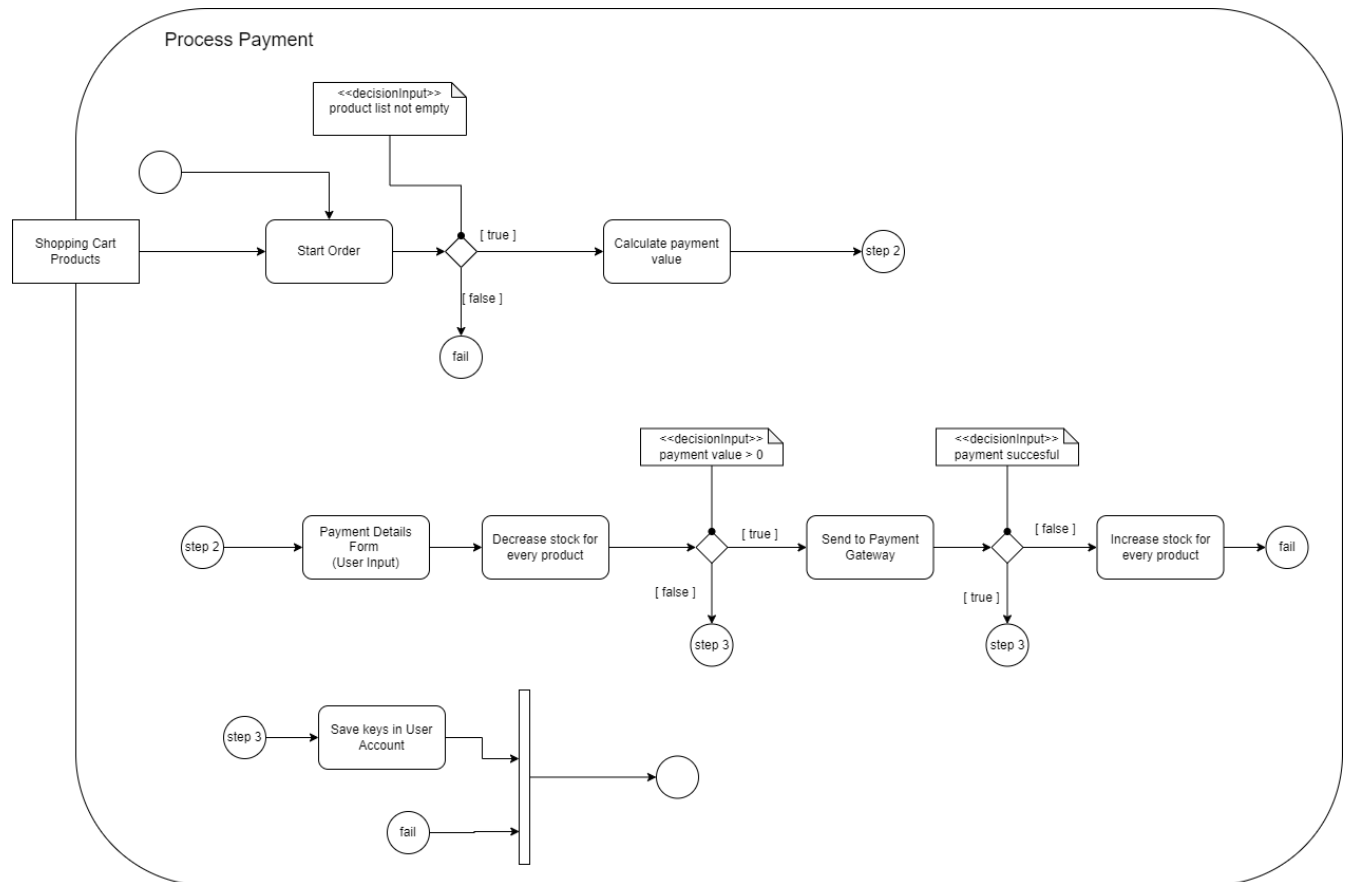 Process Payment
<<decisionInput>>
product list not empty
Shopping Cart
Products
Start Order
[ true ]
Calculate payment
value
step 2
[ false ]
fail
<<decisionInput>>
payment value > 0
<<decisionInput>>
payment succesful
step 2
Payment Details
Form
(User Input)
Decrease stock for
every product
[ true ]
Send to Payment
Gateway
[ false ]
Increase stock for
every product
fail
[ false ]
[ true ]
step 3
step 3
step 3
Save keys in User
Account
fail